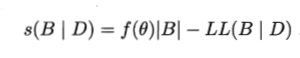 s(B | D) = f(θ)|B| − LL(B | D)